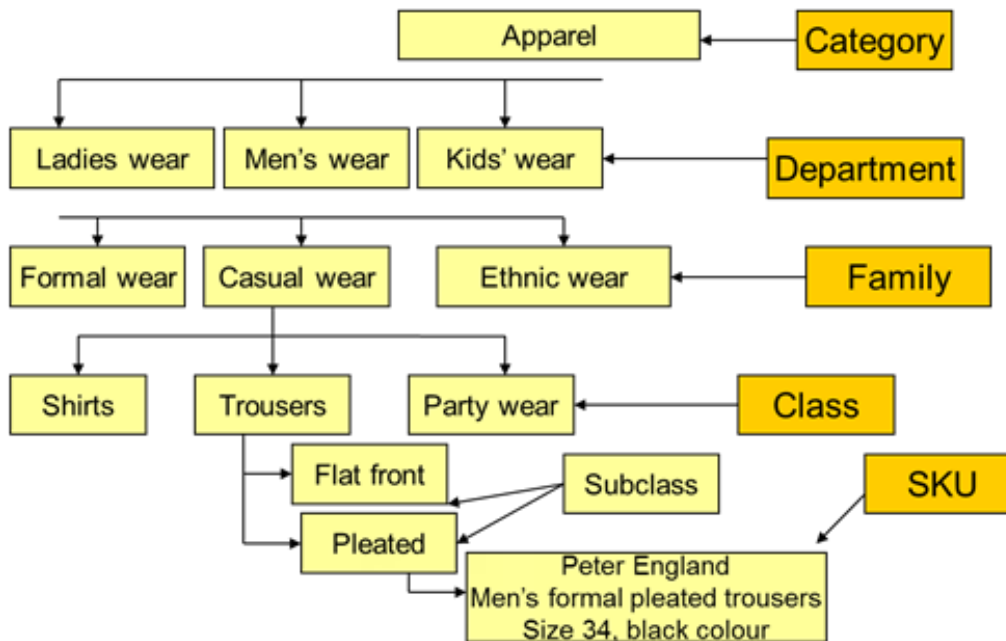 Apparel
Category
Ladies wear
Men's wear
Kids' wear
Department
Formal wear
Casual wear
Ethnic wear
Family
Shirts
Trousers
Party wear
Class
Flat front
Subclass
SKU
Pleated
Peter England
Men's formal pleated trousers
Size 34, black colour